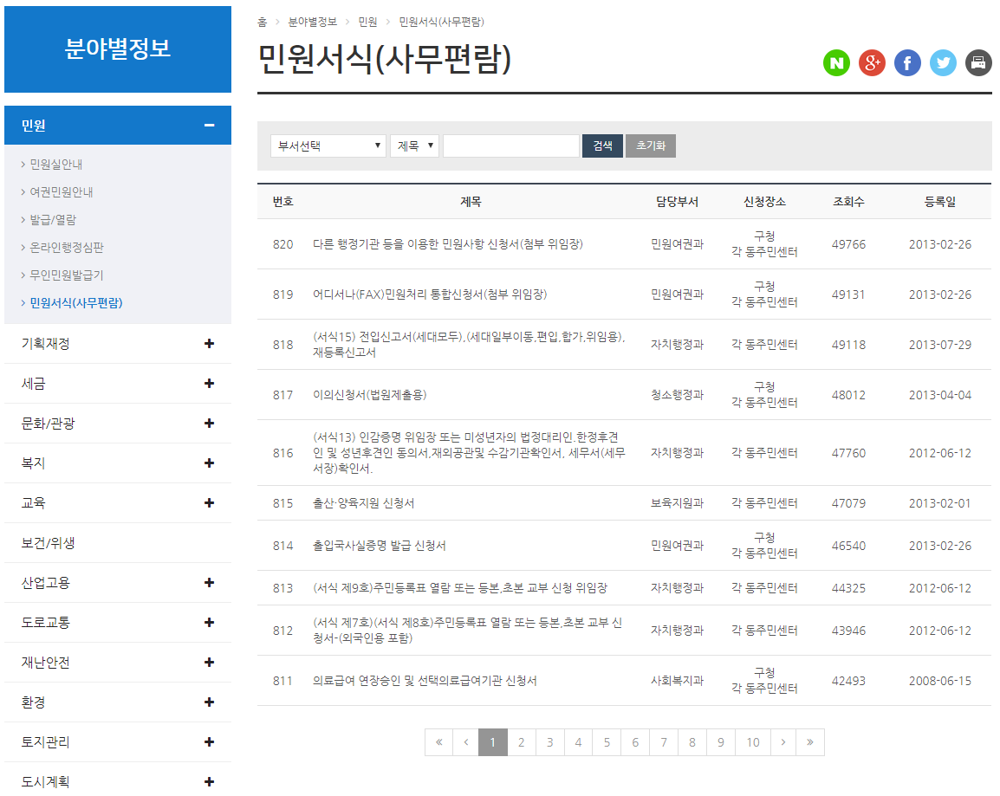 분야별정보
민원
민원실안내
여권민원안내
발급/열람
온라인행정심판
무인민원발급기
민원서식(사무편람)
기획재정
세금
문화/관광
복지
교육
보건/위생
산업고용
도로교통
재난안전
환경
토지관리
도시계획
홈 > 분야별정보 > 민원 > 민원서식(사무편람)
민원서식(사무편람)
부서선택 제목 검색 초기화
번호 제목 담당부서 신청장소 조회수 등록일
820 다른 행정기관 등을 이용한 민원사항 신청서(첨부 위임장) 민원여권과 구청 49766 2013-02-26
각 동주민센터
819 어디서나(FAX)민원처리 통합신청서(첨부 위임장) 민원여권과 구청 49131 2013-02-26
각 동주민센터
818 (서식15) 전입신고서(세대모두),(세대일부이동,편입,합가,위임용), 자치행정과 각 동주민센터 49118 2013-07-29
재등록신고서
817 이의신청서(법원제출용) 청소행정과 구청 48012 2013-04-04
각 동주민센터
816 (서식13) 인감증명 위임장 또는 미성년자의 법정대리인.한정후견 자치행정과 각 동주민센터 47760 2012-06-12
인 및 성년후견인 동의서,재외공관및 수감기관확인서, 세무서(세무
서장)확인서.
815 출산·양육지원 신청서 보육지원과 각 동주민센터 47079 2013-02-01
814 출입국사실증명 발급 신청서 민원여권과 구청 46540 2013-02-26
각 동주민센터
813 (서식 제9호)주민등록표 열람 또는 등본,초본 교부 신청 위임장 자치행정과 각 동주민센터 44325 2012-06-12
812 (서식 제7호)(서식 제8호)주민등록표 열람 또는 등본,초본 교부 신 자치행정과 각 동주민센터 43946 2012-06-12
청서-(외국인용 포함)
811 의료급여 연장승인 및 선택의료급여기관 신청서 사회복지과 구청 42493 2008-06-15
각 동주민센터
« ‹ 1 2 3 4 5 6 7 8 9 10 › »